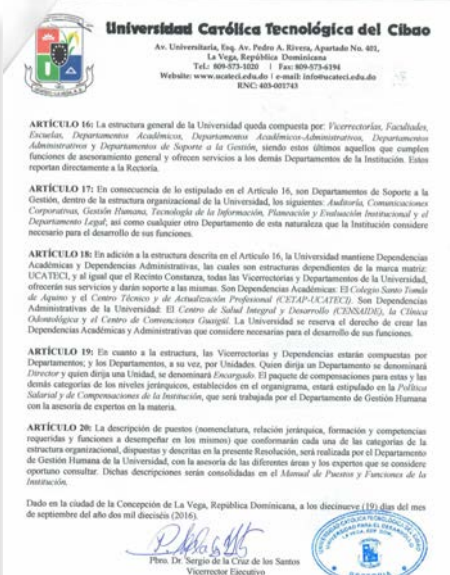 Universidad Católica Tecnológica del Cibao
Av. Universitaria, Esq. Av. Pedro A. Rivera, Apartado No. 401,
La Vega, República Dominicana
Tel.: 809-573-1020 | Fax: 809-573-6194
Website: www.ucateci.edu.do | e-mail: info@ucateci.edu.do
RNC: 403-001743
ARTÍCULO 16: La estructura general de la Universidad queda compuesta por: Vicerrectorías, Facultades,
Escuelas, Departamentos Académicos, Departamentos Académicos-Administrativos, Departamentos
Administrativos y Departamentos de Soporte a la Gestión, siendo estos últimos aquellos que cumplen
funciones de asesoramiento general y ofrecen servicios a los demás Departamentos de la Institución. Estos
reportan directamente a la Rectoría.
ARTÍCULO 17: En consecuencia de lo estipulado en el Artículo 16, son Departamentos de Soporte a la
Gestión, dentro de la estructura organizacional de la Universidad, los siguientes: Auditoría, Comunicaciones
Corporativas, Gestión Humana, Tecnología de la Información, Planeación y Evaluación Institucional y el
Departamento Legal; así como cualquier otro Departamento de esta naturaleza que la Institución considere
necesario para el desarrollo de sus funciones.
ARTÍCULO 18: En adición a la estructura descrita en el Artículo 16, la Universidad mantiene Dependencias
Académicas y Dependencias Administrativas, las cuales son estructuras dependientes de la marca matriz:
UCATECI, y al igual que el Recinto Constanza, todas las Vicerrectorías y Departamentos de la Universidad,
ofrecerán sus servicios y darán soporte a las mismas. Son Dependencias Académicas: El Colegio Santo Tomás
de Aquino y el Centro Técnico y de Actualización Profesional (CETAP-UCATECI). Son Dependencias
Administrativas de la Universidad: El Centro de Salud Integral y Desarrollo (CENSAIDE), la Clínica
Odontológica y el Centro de Convenciones Guaigüí. La Universidad se reserva el derecho de crear las
Dependencias Académicas y Administrativas que considere necesarias para el desarrollo de sus funciones.
ARTÍCULO 19: En cuanto a la estructura, las Vicerrectorías y Dependencias estarán compuestas por
Departamentos; y los Departamentos, a su vez, por Unidades. Quien dirija un Departamento se denominará
Director y quien dirija una Unidad, se denominará Encargado. El paquete de compensaciones para estas y las
demás categorías de los niveles jerárquicos, establecidos en el organigrama, estará estipulado en la Política
Salarial y de Compensaciones de la Institución, que será trabajada por el Departamento de Gestión Humana
con la asesoría de expertos en la materia.
ARTÍCULO 20: La descripción de puestos (nomenclatura, relación jerárquica, formación y competencias
requeridas y funciones a desempeñar en los mismos) que conformarán cada una de las categorías de la
estructura organizacional, dispuestas y descritas en la presente Resolución, será realizada por el Departamento
de Gestión Humana de la Universidad, con la asesoría de las diferentes áreas y los expertos que se considere
oportuno consultar. Dichas descripciones serán consolidadas en el Manual de Puestos y Funciones de la
Institución.
Dado en la ciudad de la Concepción de La Vega, República Dominicana, a los diecinueve (19) días del mes
de septiembre del año dos mil dieciséis (2016).
Pbro. Dr. Sergio de la Cruz de los Santos
Vicerrector Ejecutivo